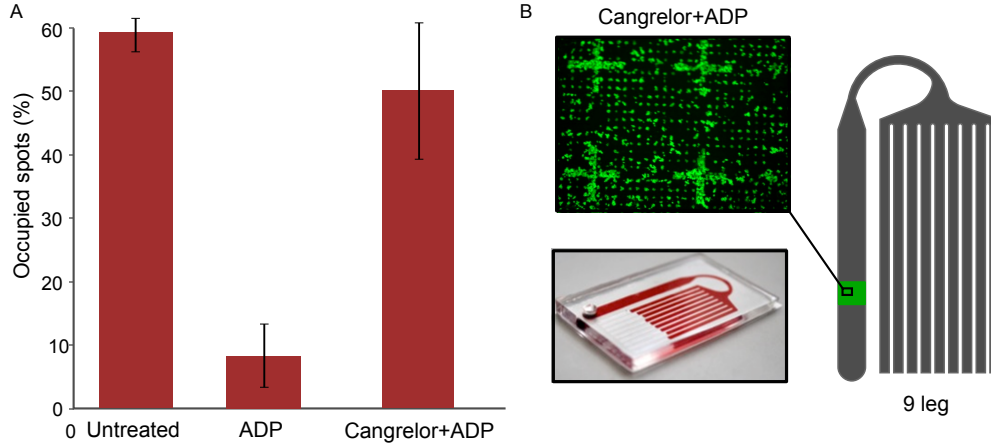 A
Occupied spots (%)
60
50
40
30
20
10
0
0
Untreated
ADP
Cangrelor+ADP
B
Cangrelor+ADP
9 leg